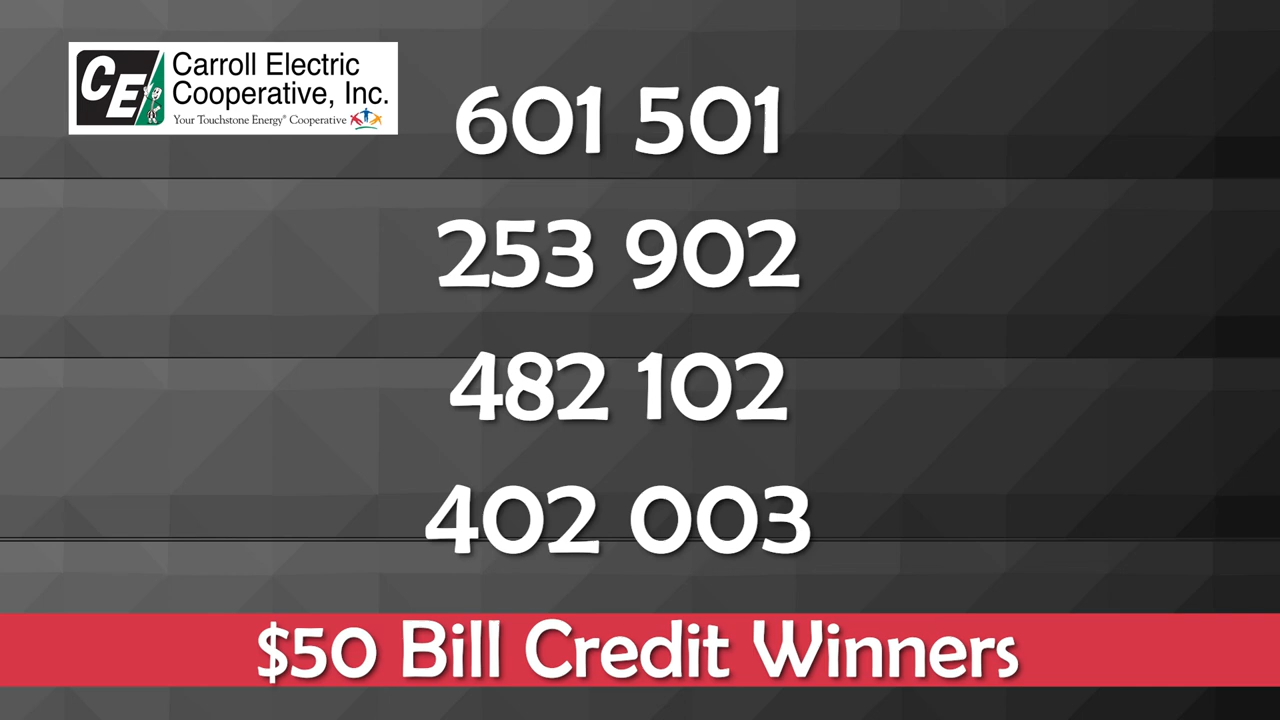 CE
Carroll Electric
Cooperative, Inc.
Your Touchstone Energy® Cooperative
601 501
253 902
482 102
402 003
$50 Bill Credit Winners